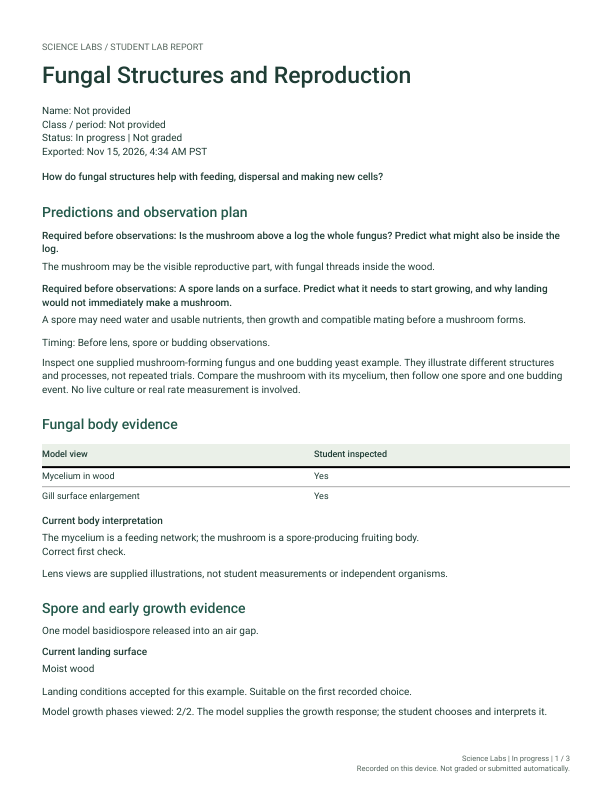 SCIENCE LABS / STUDENT LAB REPORT
Fungal Structures and Reproduction
Name: Not provided
Class / period: Not provided
Status: In progress | Not graded
Exported: Nov 15, 2026, 4:34 AM PST
How do fungal structures help with feeding, dispersal and making new cells?
Predictions and observation plan
Required before observations: Is the mushroom above a log the whole fungus? Predict what might also be inside the
log.
The mushroom may be the visible reproductive part, with fungal threads inside the wood.
Required before observations: A spore lands on a surface. Predict what it needs to start growing, and why landing
would not immediately make a mushroom.
A spore may need water and usable nutrients, then growth and compatible mating before a mushroom forms.
Timing: Before lens, spore or budding observations.
Inspect one supplied mushroom-forming fungus and one budding yeast example. They illustrate different structures
and processes, not repeated trials. Compare the mushroom with its mycelium, then follow one spore and one budding
event. No live culture or real rate measurement is involved.
Fungal body evidence
Model view Student inspected
Mycelium in wood Yes
Gill surface enlargement Yes
Current body interpretation
The mycelium is a feeding network; the mushroom is a spore-producing fruiting body.
Correct first check.
Lens views are supplied illustrations, not student measurements or independent organisms.
Spore and early growth evidence
One model basidiospore released into an air gap.
Current landing surface
Moist wood
Landing conditions accepted for this example. Suitable on the first recorded choice.
Model growth phases viewed: 2/2. The model supplies the growth response; the student chooses and interprets it.
Science Labs | In progress | 1 / 3
Recorded on this device. Not graded or submitted automatically.